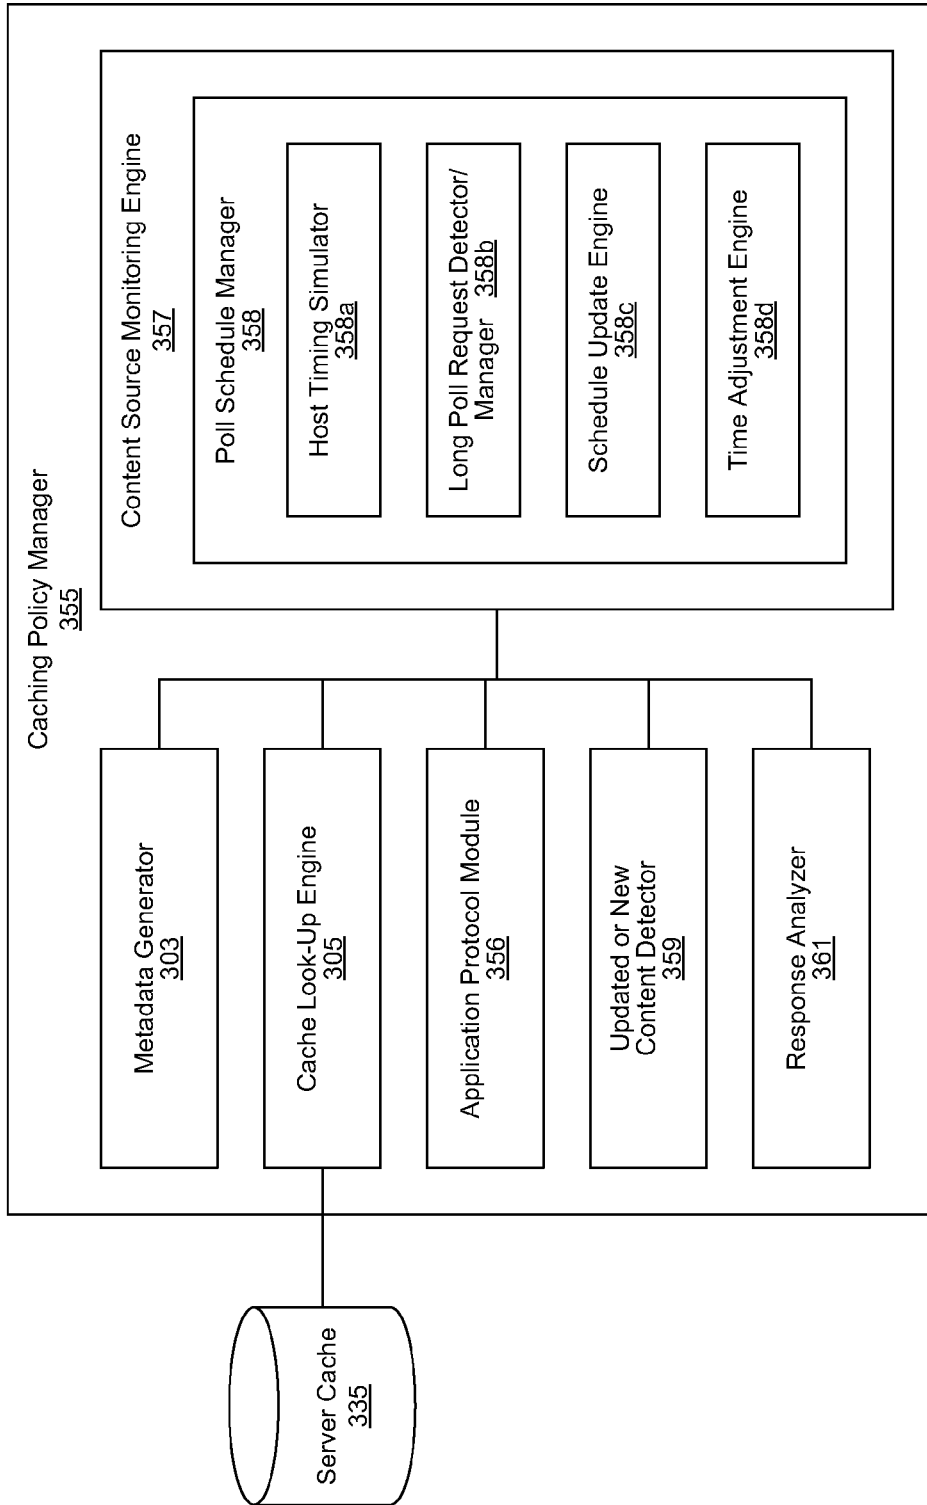 Caching Policy Manager
355
Server Cache
335
Metadata Generator
303
Cache Look-Up Engine
305
Application Protocol Module
356
Updated or New
Content Detector
359
Response Analyzer
361
Content Source Monitoring Engine
357
Poll Schedule Manager
358
Host Timing Simulator
358a
Long Poll Request Detector/
Manager 358b
Schedule Update Engine
358c
Time Adjustment Engine
358d